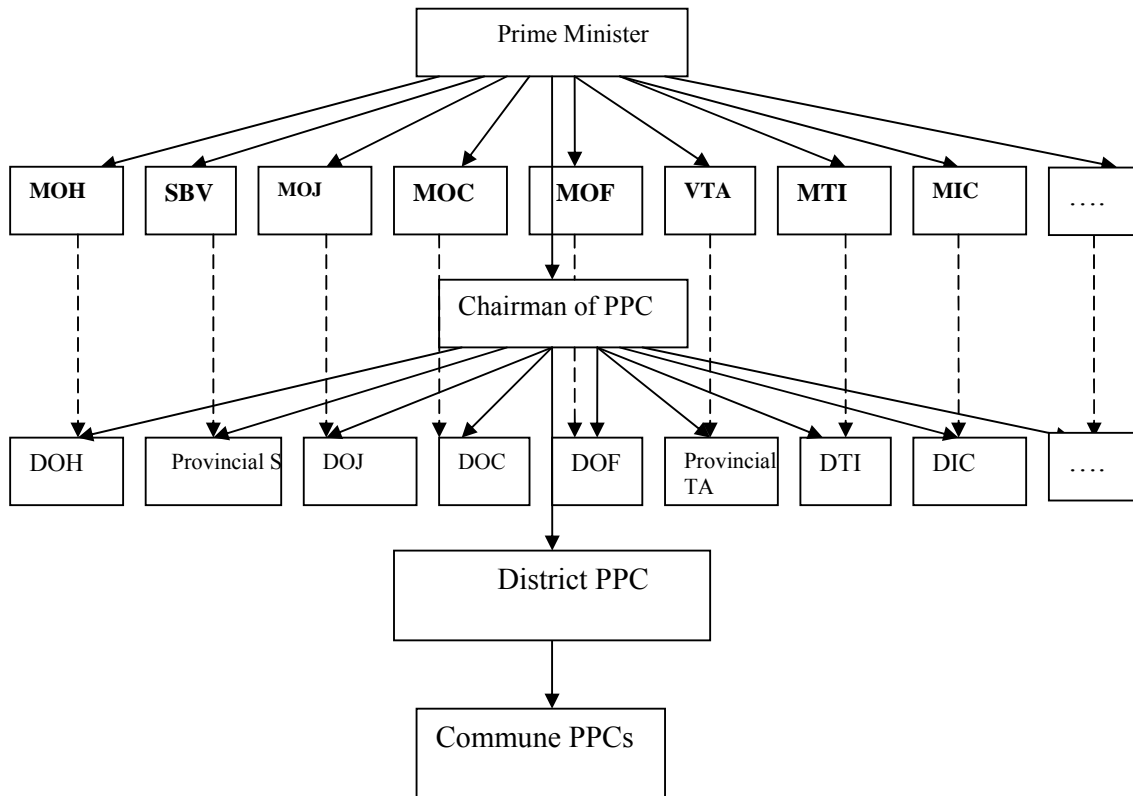 Prime Minister
MOH
SBV
MOJ
MOC
MOF
VTA
MTI
MIC
....
Chairman of PPC
DOH
Provincial S
DOJ
DOC
DOF
Provincial
TA
DTI
DIC
....
District PPC
Commune PPCs